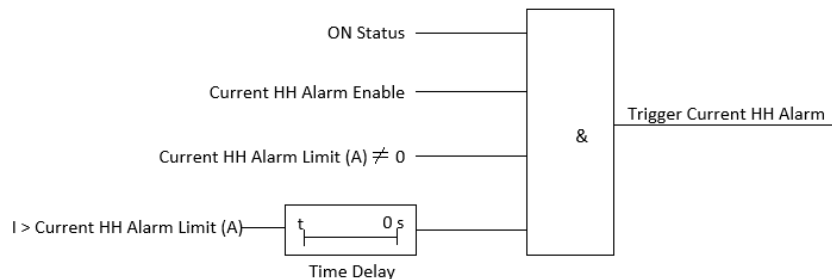 ON Status
Current HH Alarm Enable
Trigger Current HH Alarm
&
Current HH Alarm Limit (A) ≠ 0
I > Current HH Alarm Limit (A)
t 0 s
Time Delay